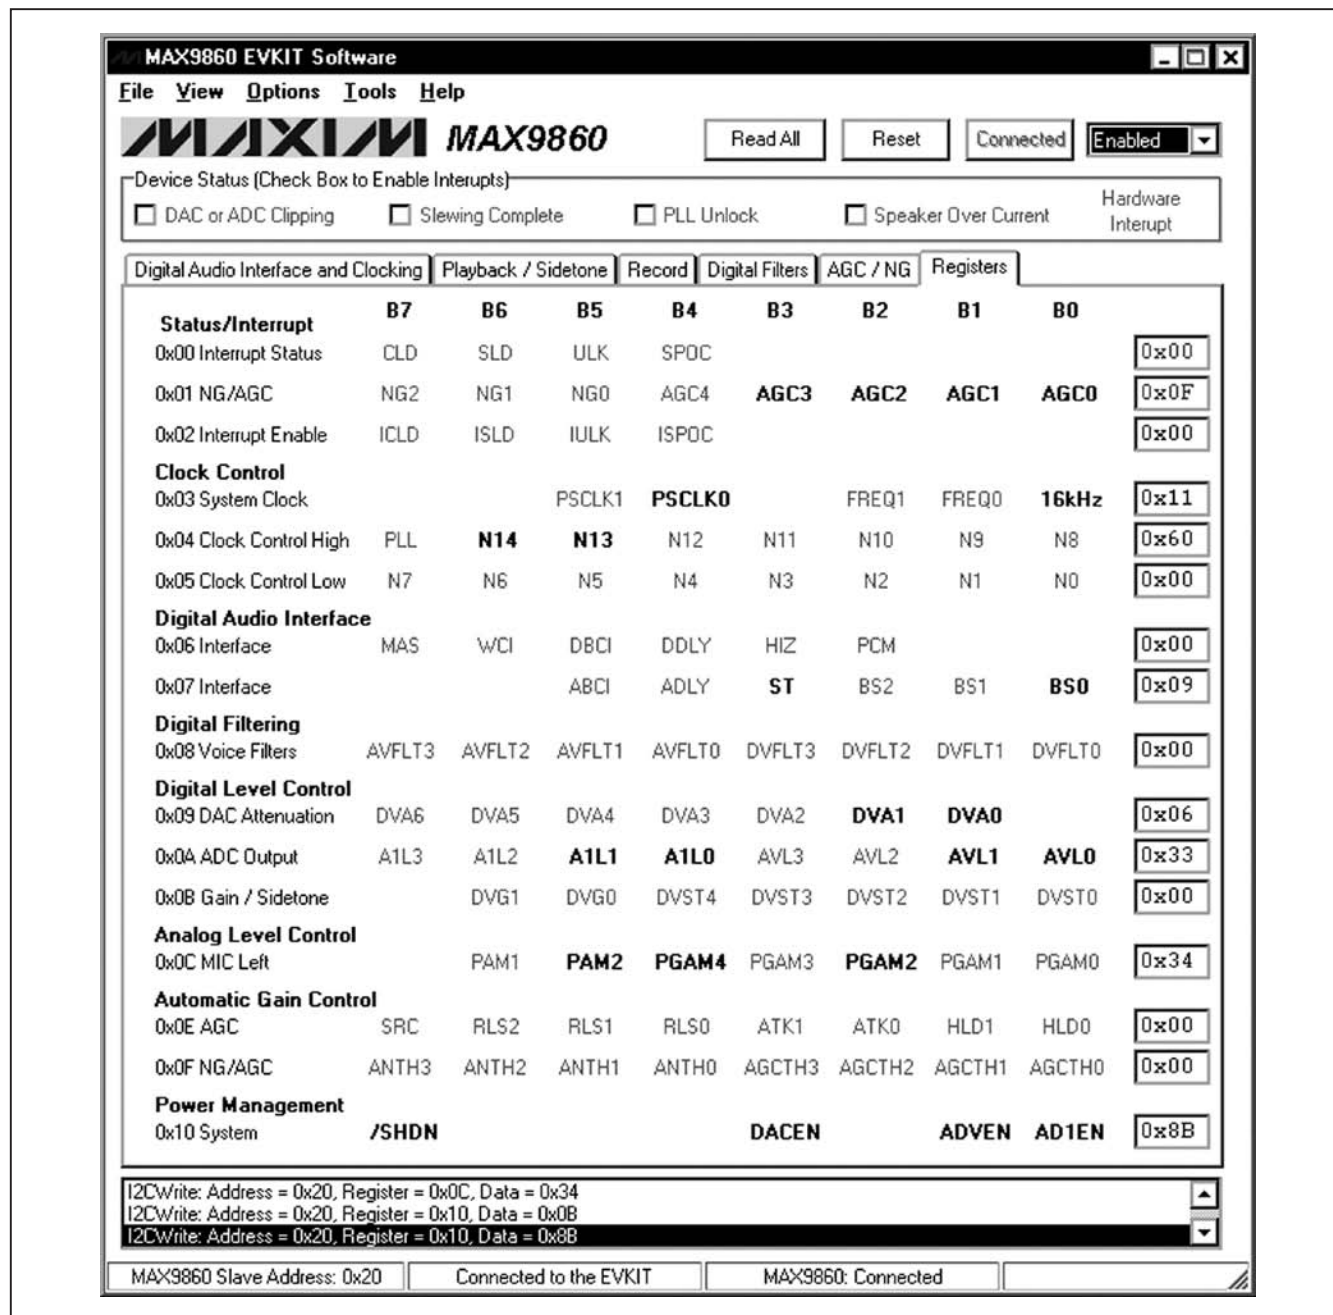 MAX9860 EVKIT Software
File View Options Tools Help
MAXIM MAX9860 Read All Reset Connected Enabled
Device Status (Check Box to Enable Interupts)
DAC or ADC Clipping Slewing Complete PLL Unlock Speaker Over Current Hardware Interupt
Digital Audio Interface and Clocking Playback / Sidetone Record Digital Filters AGC / NG Registers
Status/Interrupt B7 B6 B5 B4 B3 B2 B1 B0
0x00 Interrupt Status CLD SLD ULK SPOC 0x00
0x01 NG/AGC NG2 NG1 NG0 AGC4 AGC3 AGC2 AGC1 AGC0 0x0F
0x02 Interrupt Enable ICLD ISLD IULK ISPOC 0x00
Clock Control
0x03 System Clock PSCLK1 PSCLK0 FREQ1 FREQ0 16kHz 0x11
0x04 Clock Control High PLL N14 N13 N12 N11 N10 N9 N8 0x60
0x05 Clock Control Low N7 N6 N5 N4 N3 N2 N1 N0 0x00
Digital Audio Interface
0x06 Interface MAS WCI DBCI DDLY HIZ PCM 0x00
0x07 Interface ABCI ADLY ST BS2 BS1 BS0 0x09
Digital Filtering
0x08 Voice Filters AVFLT3 AVFLT2 AVFLT1 AVFLT0 DVFLT3 DVFLT2 DVFLT1 DVFLT0 0x00
Digital Level Control
0x09 DAC Attenuation DVA6 DVA5 DVA4 DVA3 DVA2 DVA1 DVA0 0x06
0x0A ADC Output A1L3 A1L2 A1L1 A1L0 AVL3 AVL2 AVL1 AVL0 0x33
0x0B Gain / Sidetone DVG1 DVG0 DVST4 DVST3 DVST2 DVST1 DVST0 0x00
Analog Level Control
0x0C MIC Left PAM1 PAM2 PGAM4 PGAM3 PGAM2 PGAM1 PGAM0 0x34
Automatic Gain Control
0x0E AGC SRC RLS2 RLS1 RLS0 ATK1 ATK0 HLD1 HLD0 0x00
0x0F NG/AGC ANTH3 ANTH2 ANTH1 ANTH0 AGCTH3 AGCTH2 AGCTH1 AGCTH0 0x00
Power Management
0x10 System /SHDN DACEN ADVEN AD1EN 0x8B
I2CWrite: Address = 0x20, Register = 0x0C, Data = 0x34
I2CWrite: Address = 0x20, Register = 0x10, Data = 0x0B
I2CWrite: Address = 0x20, Register = 0x10, Data = 0x8B
MAX9860 Slave Address: 0x20 Connected to the EVKIT MAX9860: Connected